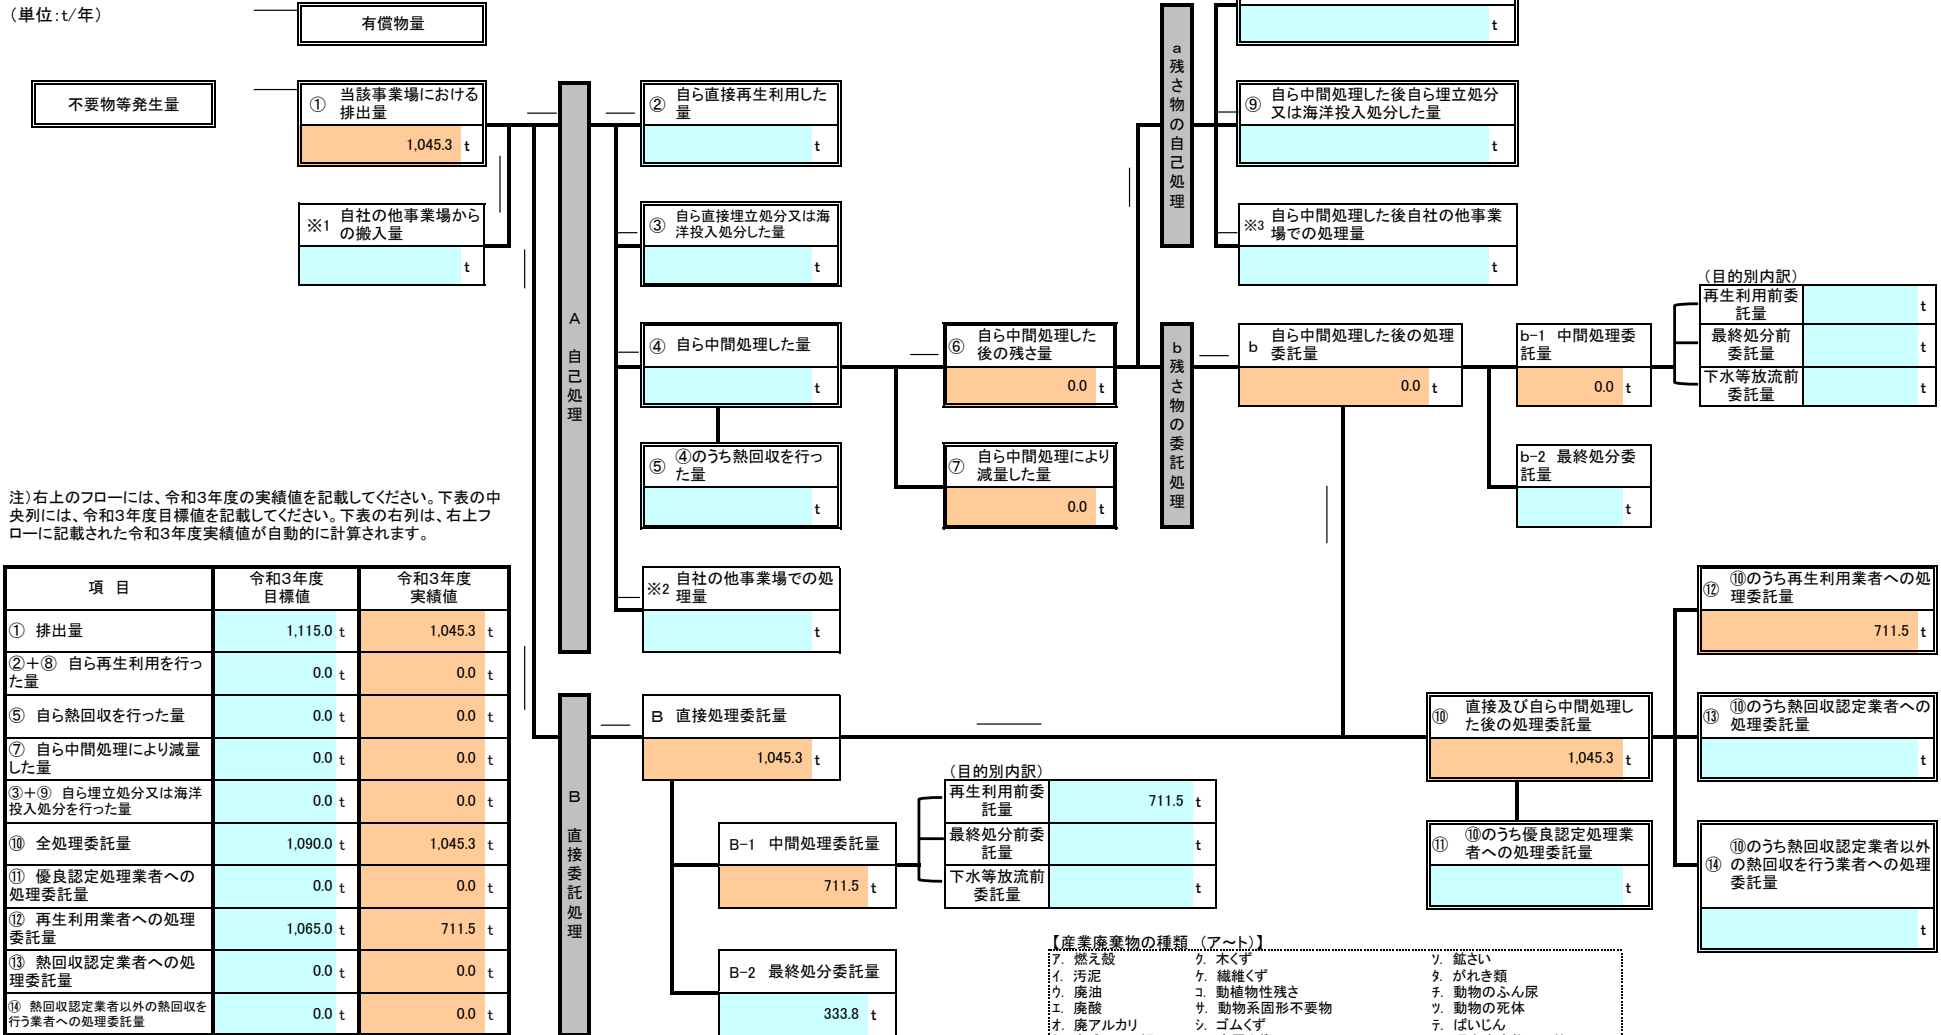 (単位:t/年)
有償物量
t
不要物等発生量
① 当該事業場における
排出量
1,045.3 t
※1 自社の他事業場から
の搬入量
t
A 自己処理
② 自ら直接再生利用した
量
t
③ 自ら直接埋立処分又は海
洋投入処分した量
t
④ 自ら中間処理した量
t
⑤ ④のうち熱回収を行っ
た量
t
※2 自社の他事業場での処
理量
t
⑥ 自ら中間処理した
後の残さ量
0.0 t
⑦ 自ら中間処理により
減量した量
0.0 t
a 残さ物の自己処理
⑨ 自ら中間処理した後自ら埋立処分
又は海洋投入処分した量
t
※3 自ら中間処理した後自社の他事業
場での処理量
t
b 残さ物の委託処理
b 自ら中間処理した後の処理
委託量
0.0 t
b-1 中間処理委
託量
0.0 t
b-2 最終処分委
託量
t
(目的別内訳)
再生利用前委
託量
t
最終処分前
委託量
t
下水等放流前
委託量
t
注)右上のフローには、令和3年度の実績値を記載してください。下表の中
央列には、令和3年度目標値を記載してください。下表の右列は、右上フ
ローに記載された令和3年度実績値が自動的に計算されます。
項 目 令和3年度
目標値 令和3年度
実績値
① 排出量 1,115.0 t 1,045.3 t
②+⑧ 自ら再生利用を行っ
た量 0.0 t 0.0 t
⑤ 自ら熱回収を行った量 0.0 t 0.0 t
⑦ 自ら中間処理により減量
した量 0.0 t 0.0 t
③+⑨ 自ら埋立処分又は海洋
投入処分を行った量 0.0 t 0.0 t
⑩ 全処理委託量 1,090.0 t 1,045.3 t
⑪ 優良認定処理業者への
処理委託量 0.0 t 0.0 t
⑫ 再生利用業者への処理
委託量 1,065.0 t 711.5 t
⑬ 熱回収認定業者への処
理委託量 0.0 t 0.0 t
⑭ 熱回収認定業者以外の熱回収を
行う業者への処理委託量 0.0 t 0.0 t
B 直接委託処理
B 直接処理委託量
1,045.3 t
B-1 中間処理委託量
711.5 t
B-2 最終処分委託量
333.8 t
(目的別内訳)
再生利用前委
託量
711.5 t
最終処分前委
託量
t
下水等放流前
委託量
t
⑩ 直接及び自ら中間処理し
た後の処理委託量
1,045.3 t
⑪ ⑩のうち優良認定処理業
者への処理委託量
t
⑫ ⑩のうち再生利用業者への処
理委託量
711.5 t
⑬ ⑩のうち熱回収認定業者への
処理委託量
t
⑭ ⑩のうち熱回収認定業者以外
の熱回収を行う業者への処理
委託量
t
【産業廃棄物の種類 (ア~ト)】
ア. 燃え殻 ク. 木くず ソ. 鉱さい
イ. 汚泥 ケ. 繊維くず タ. がれき類
ウ. 廃油 コ. 動植物性残さ チ. 動物のふん尿
エ. 廃酸 サ. 動物系固形不要物 ツ. 動物の死体
オ. 廃アルカリ シ. ゴムくず テ. ばいじん